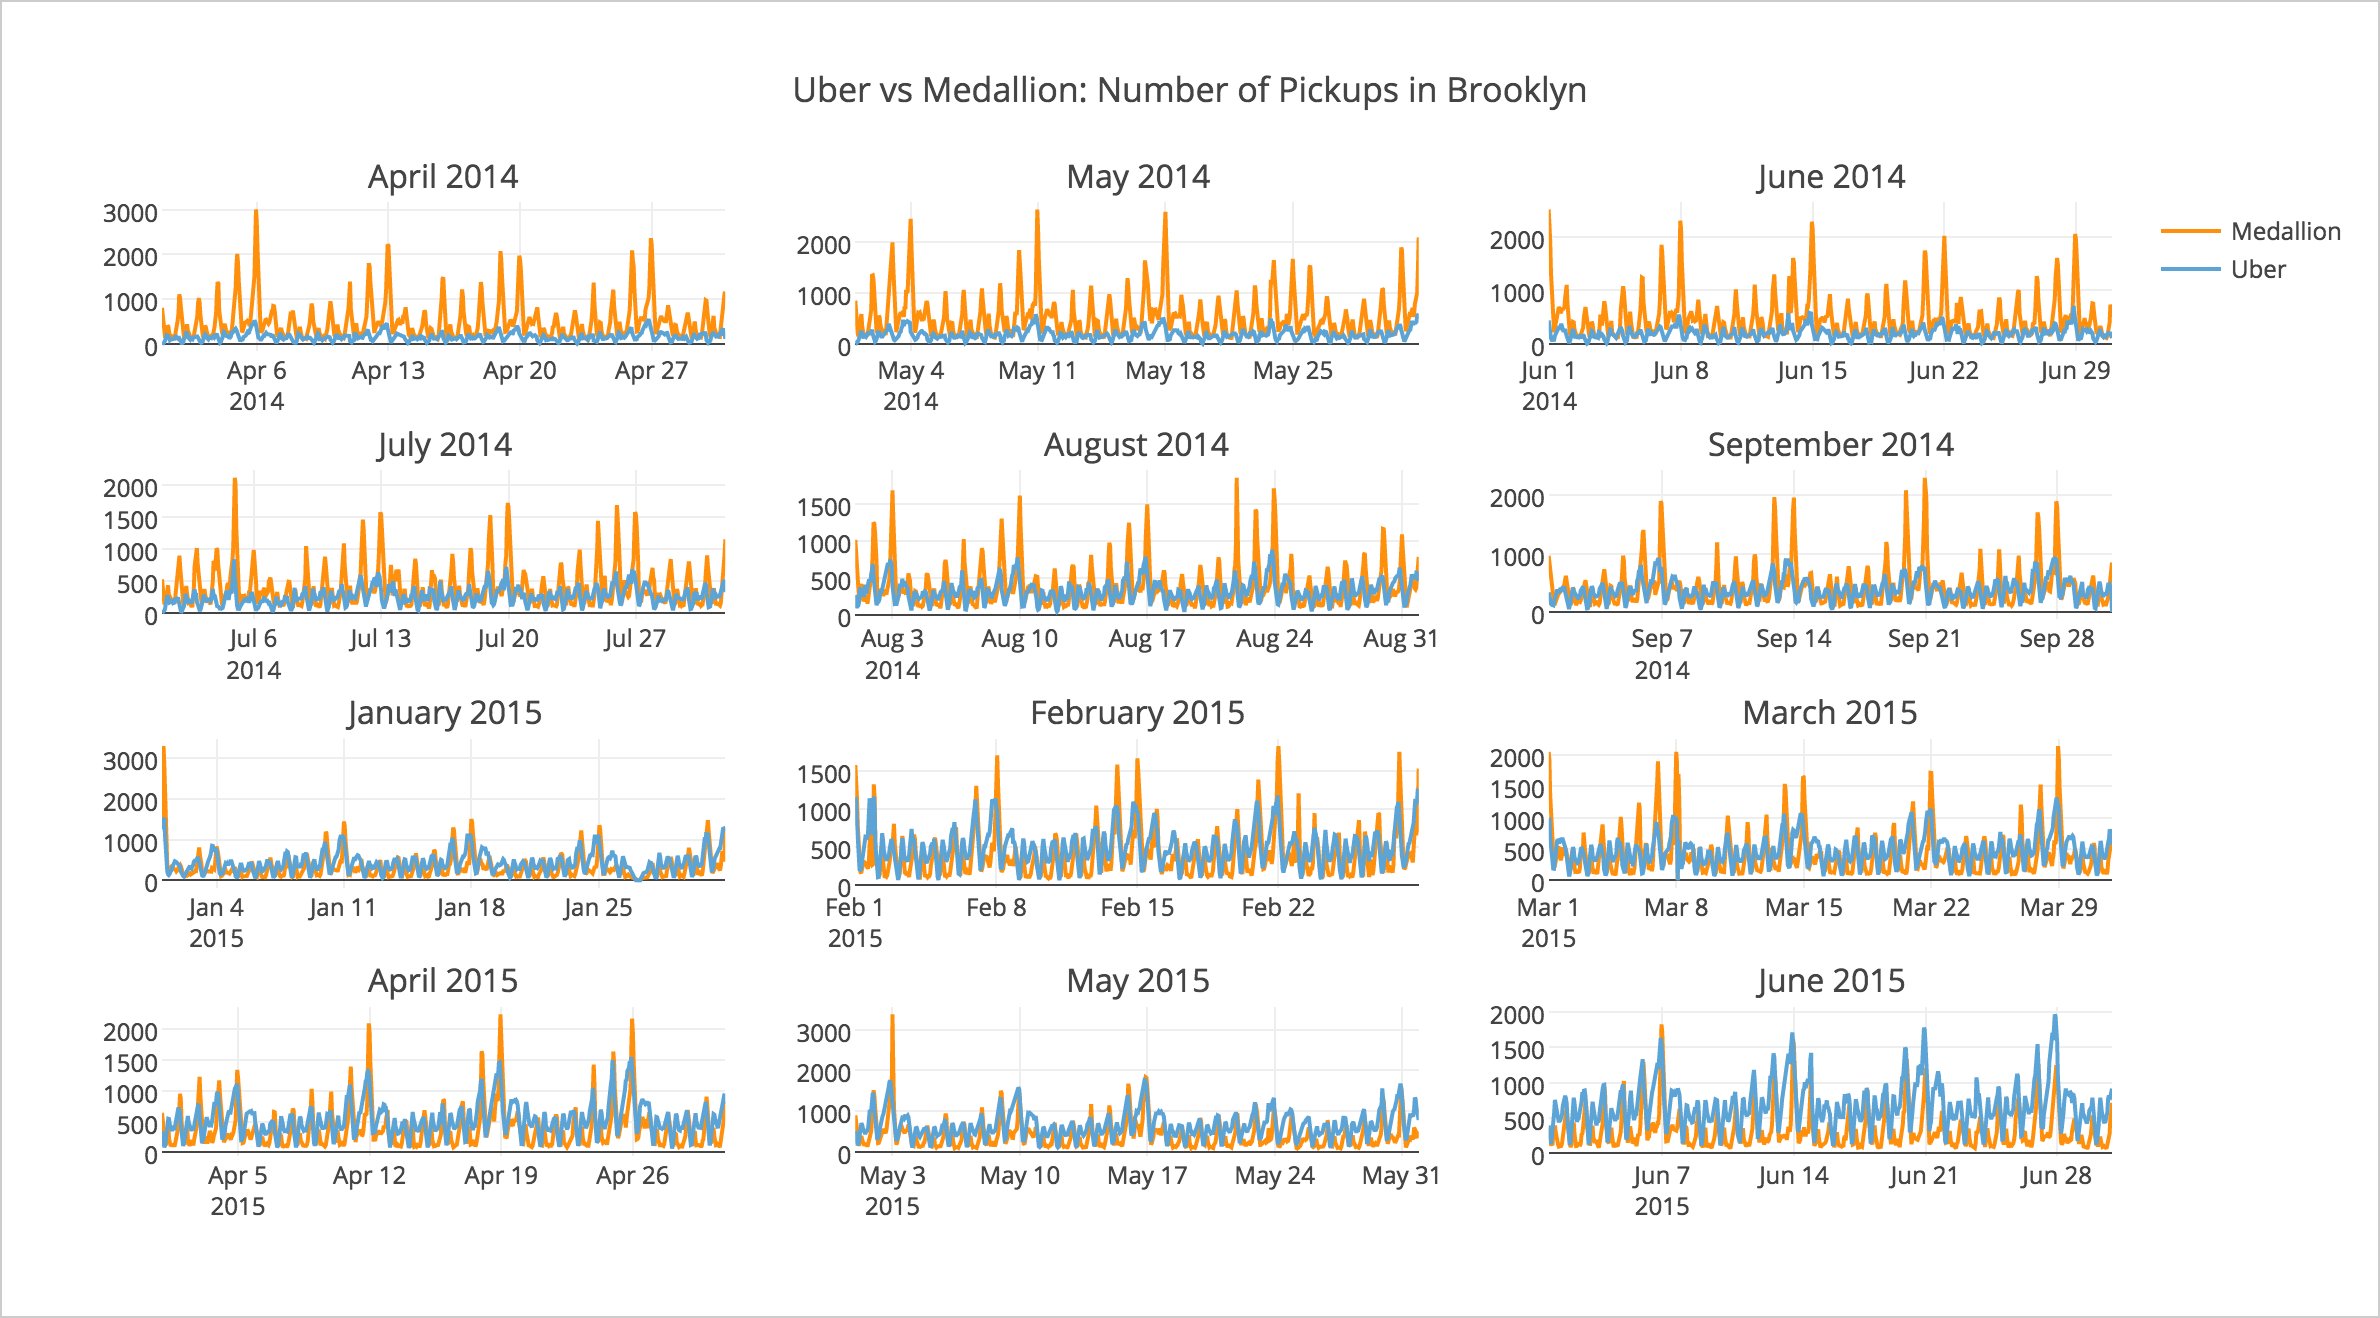 Uber vs Medallion: Number of Pickups in Brooklyn
April 2014
3000
2000
1000
0
Apr 6
2014
Apr 13
Apr 20
Apr 27
May 2014
2000
1000
0
May 4
2014
May 11
May 18
May 25
June 2014
2000
1000
0
Jun 1
2014
Jun 8
Jun 15
Jun 22
Jun 29
Medallion
Uber
July 2014
2000
1500
1000
500
0
Jul 6
2014
Jul 13
Jul 20
Jul 27
August 2014
1500
1000
500
0
Aug 3
2014
Aug 10
Aug 17
Aug 24
Aug 31
September 2014
2000
1000
0
Sep 7
2014
Sep 14
Sep 21
Sep 28
January 2015
3000
2000
1000
0
Jan 4
2015
Jan 11
Jan 18
Jan 25
February 2015
1500
1000
500
0
Feb 1
2015
Feb 8
Feb 15
Feb 22
March 2015
2000
1500
1000
500
0
Mar 1
2015
Mar 8
Mar 15
Mar 22
Mar 29
April 2015
2000
1500
1000
500
0
Apr 5
2015
Apr 12
Apr 19
Apr 26
May 2015
3000
2000
1000
0
May 3
2015
May 10
May 17
May 24
May 31
June 2015
2000
1500
1000
500
0
Jun 7
2015
Jun 14
Jun 21
Jun 28